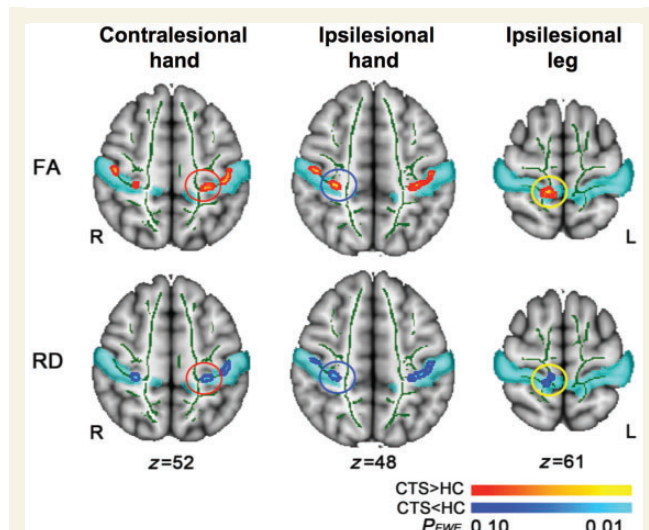 Contralesional Ipsilesional Ipsilesional
hand hand leg
FA
R L
RD
R L
z=52 z=48 z=61
CTS>HC
CTS<HC
PFWE 0.10 0.01